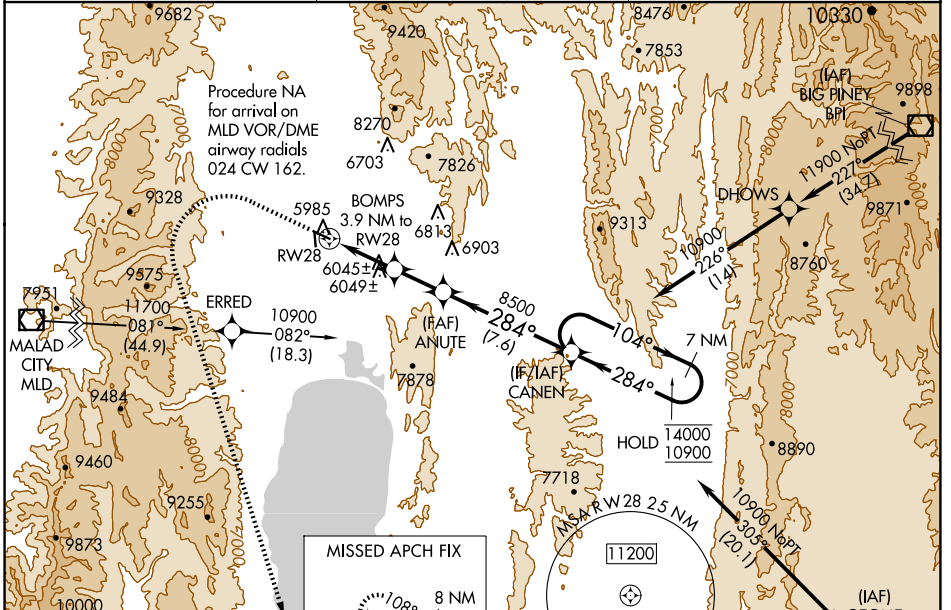 9682
9420
8476
10330
7853
(IAF)
BIG PINEY
BPI
9898
Procedure NA
for arrival on
MLD VOR/DME
airway radials
024 CW 162.
8270
6703
7826
11900 NoPT
227°
(34.7)
DHOWS
9328
BOMPS
3.9 NM to
RW28
5985
RW28
6813
6903
9313
9871
10900
226°
(14)
8760
9575
6045±
6049±
7951
11700
081°
(44.9)
ERRED
10900
082°
(18.3)
MALAD
CITY
MLD
8500
284°
(7.6)
(FAF)
ANUTE
104°
7 NM
(IF/IAF)
CANEN
284°
7878
9484
HOLD
14000
10900
8000
8890
9460
7718
9255
MSA RW28 25 NM
10900 NoPT
305°
(20.1)
9873
MISSED APCH FIX
11200
10000
108°
8 NM
(IAF)